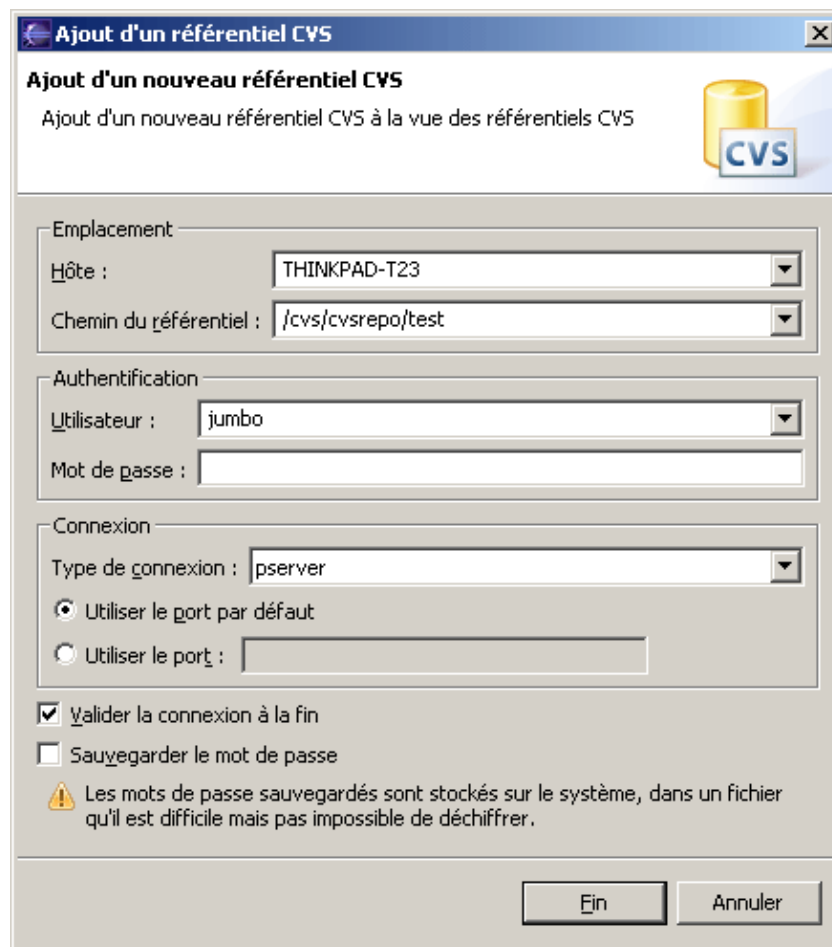 Ajout d'un référentiel CVS
Ajout d'un nouveau référentiel CVS
Ajout d'un nouveau référentiel CVS à la vue des référentiels CVS
CVS
Emplacement
Hôte : THINKPAD-T23
Chemin du référentiel : /cvs/cvsrepo/test
Authentification
Utilisateur : jumbo
Mot de passe :
Connexion
Type de connexion : pserver
Utiliser le port par défaut
Utiliser le port :
Valider la connexion à la fin
Sauvegarder le mot de passe
Les mots de passe sauvegardés sont stockés sur le système, dans un fichier
qu'il est difficile mais pas impossible de déchiffrer.
Fin Annuler